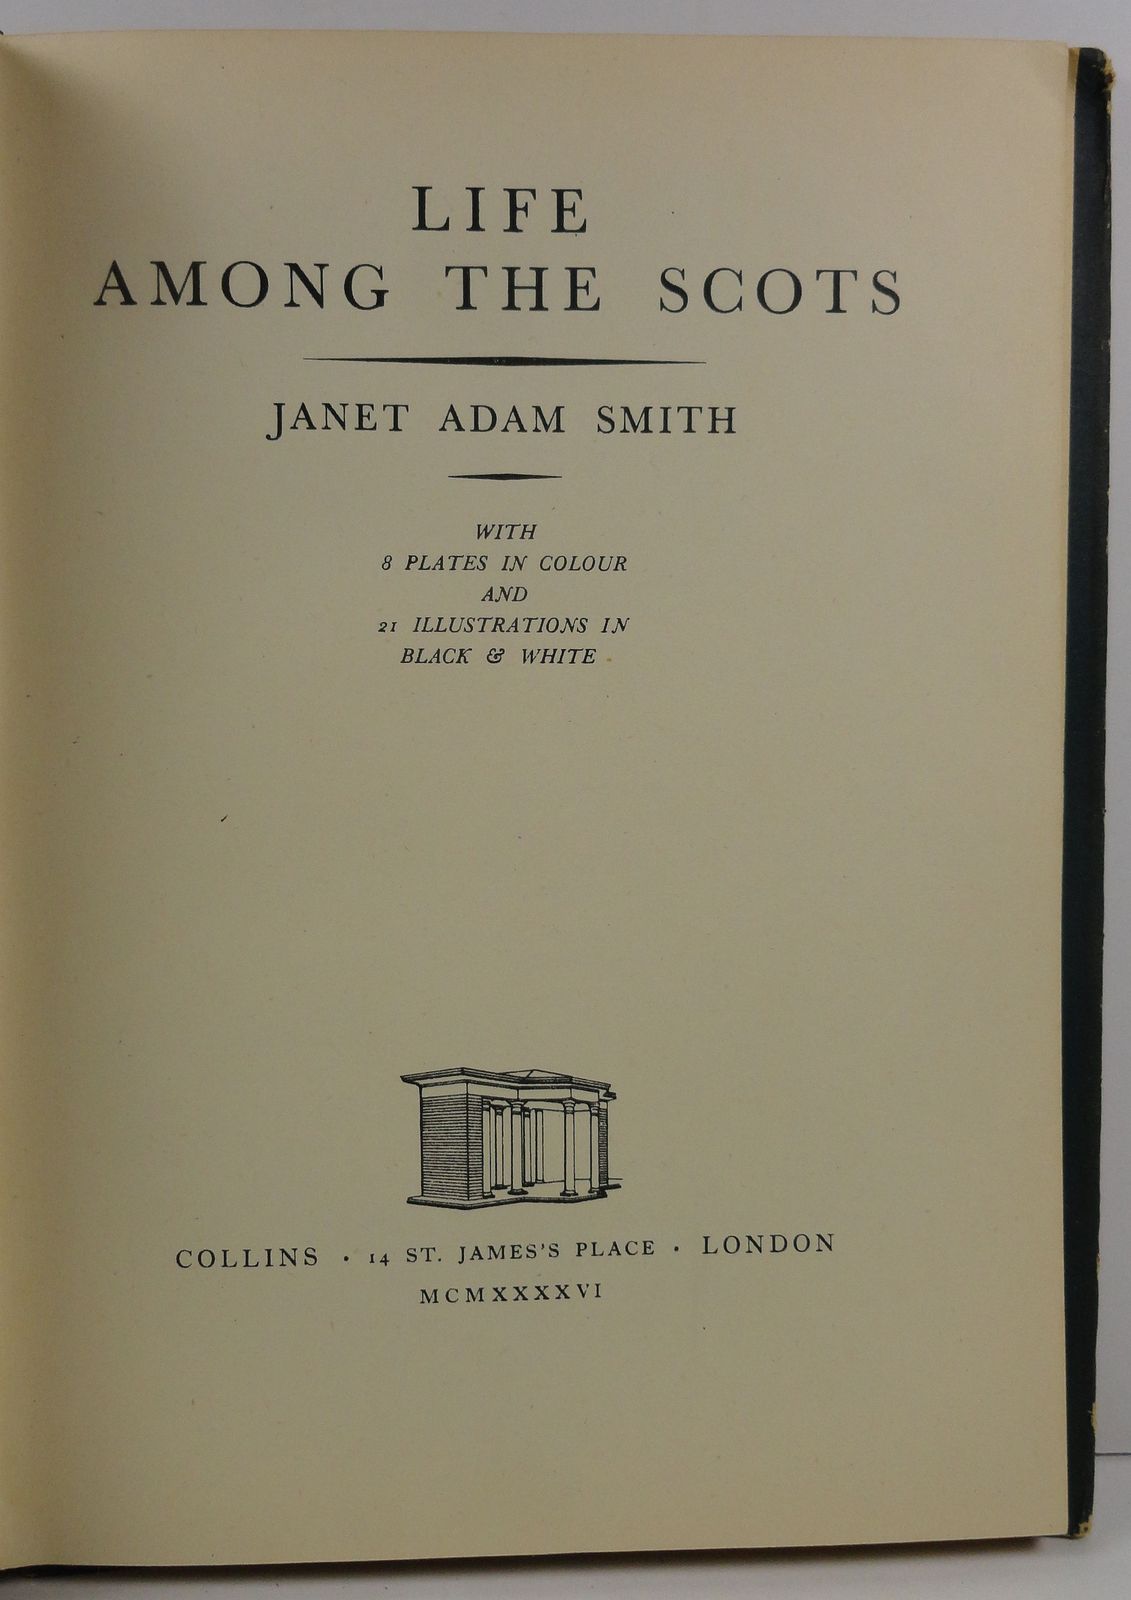 LIFE
AMONG THE SCOTS
JANET ADAM SMITH
WITH
8 PLATES IN COLOUR
AND
21 ILLUSTRATIONS IN
BLACK & WHITE
COLLINS · 14 ST. JAMES'S PLACE · LONDON
MCMXXXXVI